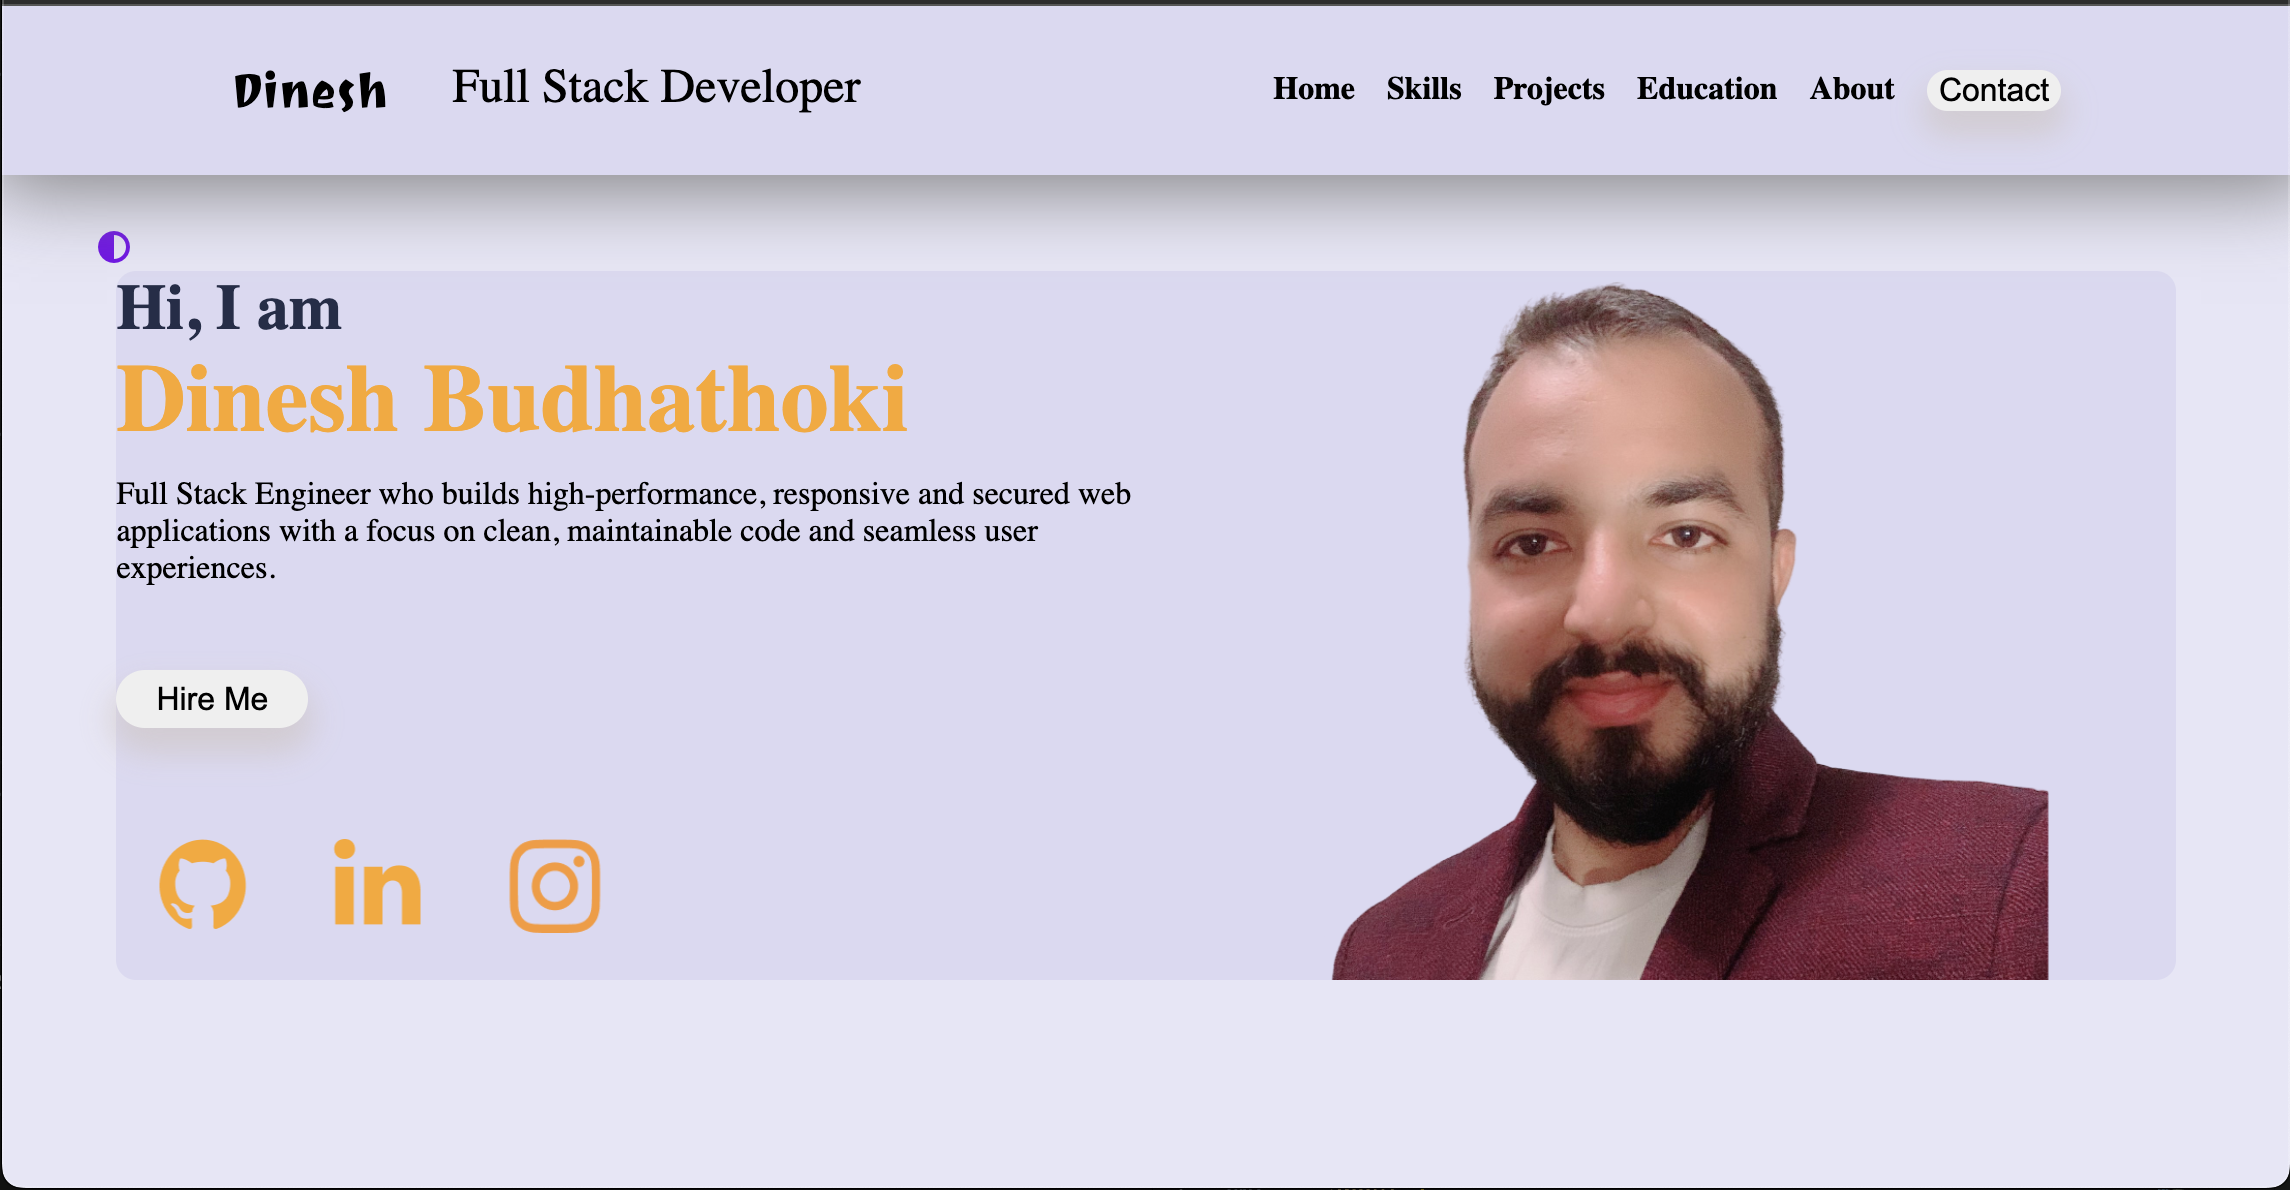 Dinesh
Full Stack Developer
Home Skills Projects Education About Contact
Hi, I am
Dinesh Budhathoki
Full Stack Engineer who builds high-performance, responsive and secured web
applications with a focus on clean, maintainable code and seamless user
experiences.
Hire Me
in